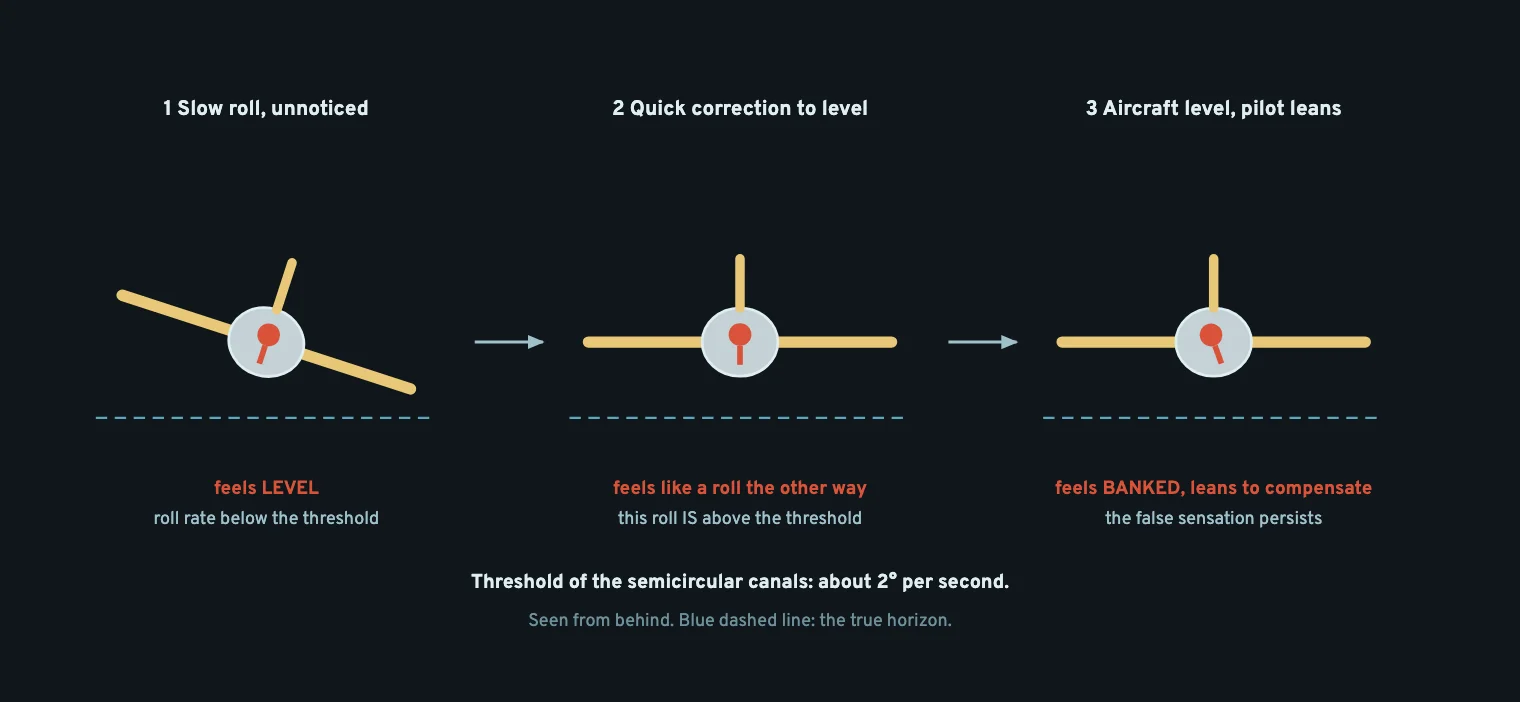 1 Slow roll, unnoticed
2 Quick correction to level
3 Aircraft level, pilot leans
feels LEVEL
roll rate below the threshold
feels like a roll the other way
this roll IS above the threshold
feels BANKED, leans to compensate
the false sensation persists
Threshold of the semicircular canals: about 2° per second.
Seen from behind. Blue dashed line: the true horizon.